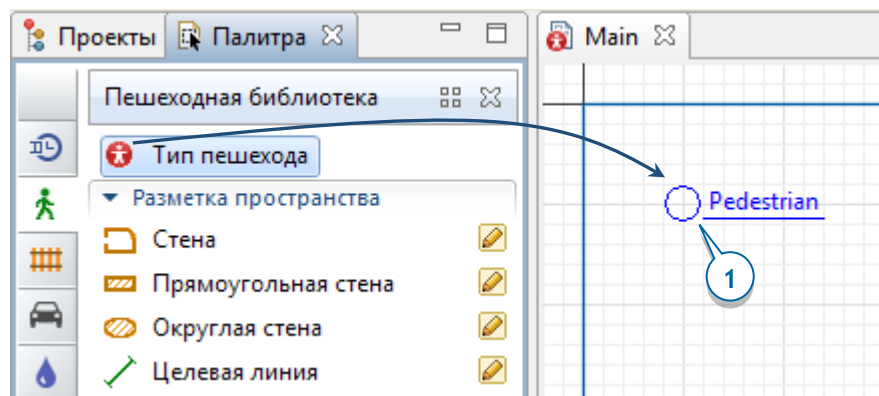 Проекты Палитра
Main
Пешеходная библиотека
Тип пешехода
Pedestrian
1
Разметка пространства
Стена
Прямоугольная стена
Округлая стена
Целевая линия